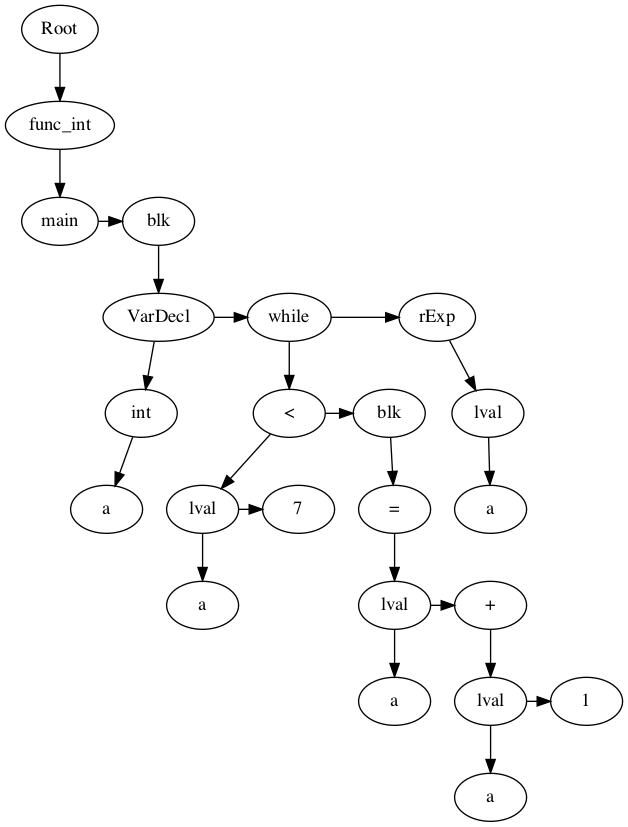 Root
func_int
main blk
VarDecl while rExp
int < blk lval
a lval 7 = a
a lval +
a lval 1
a